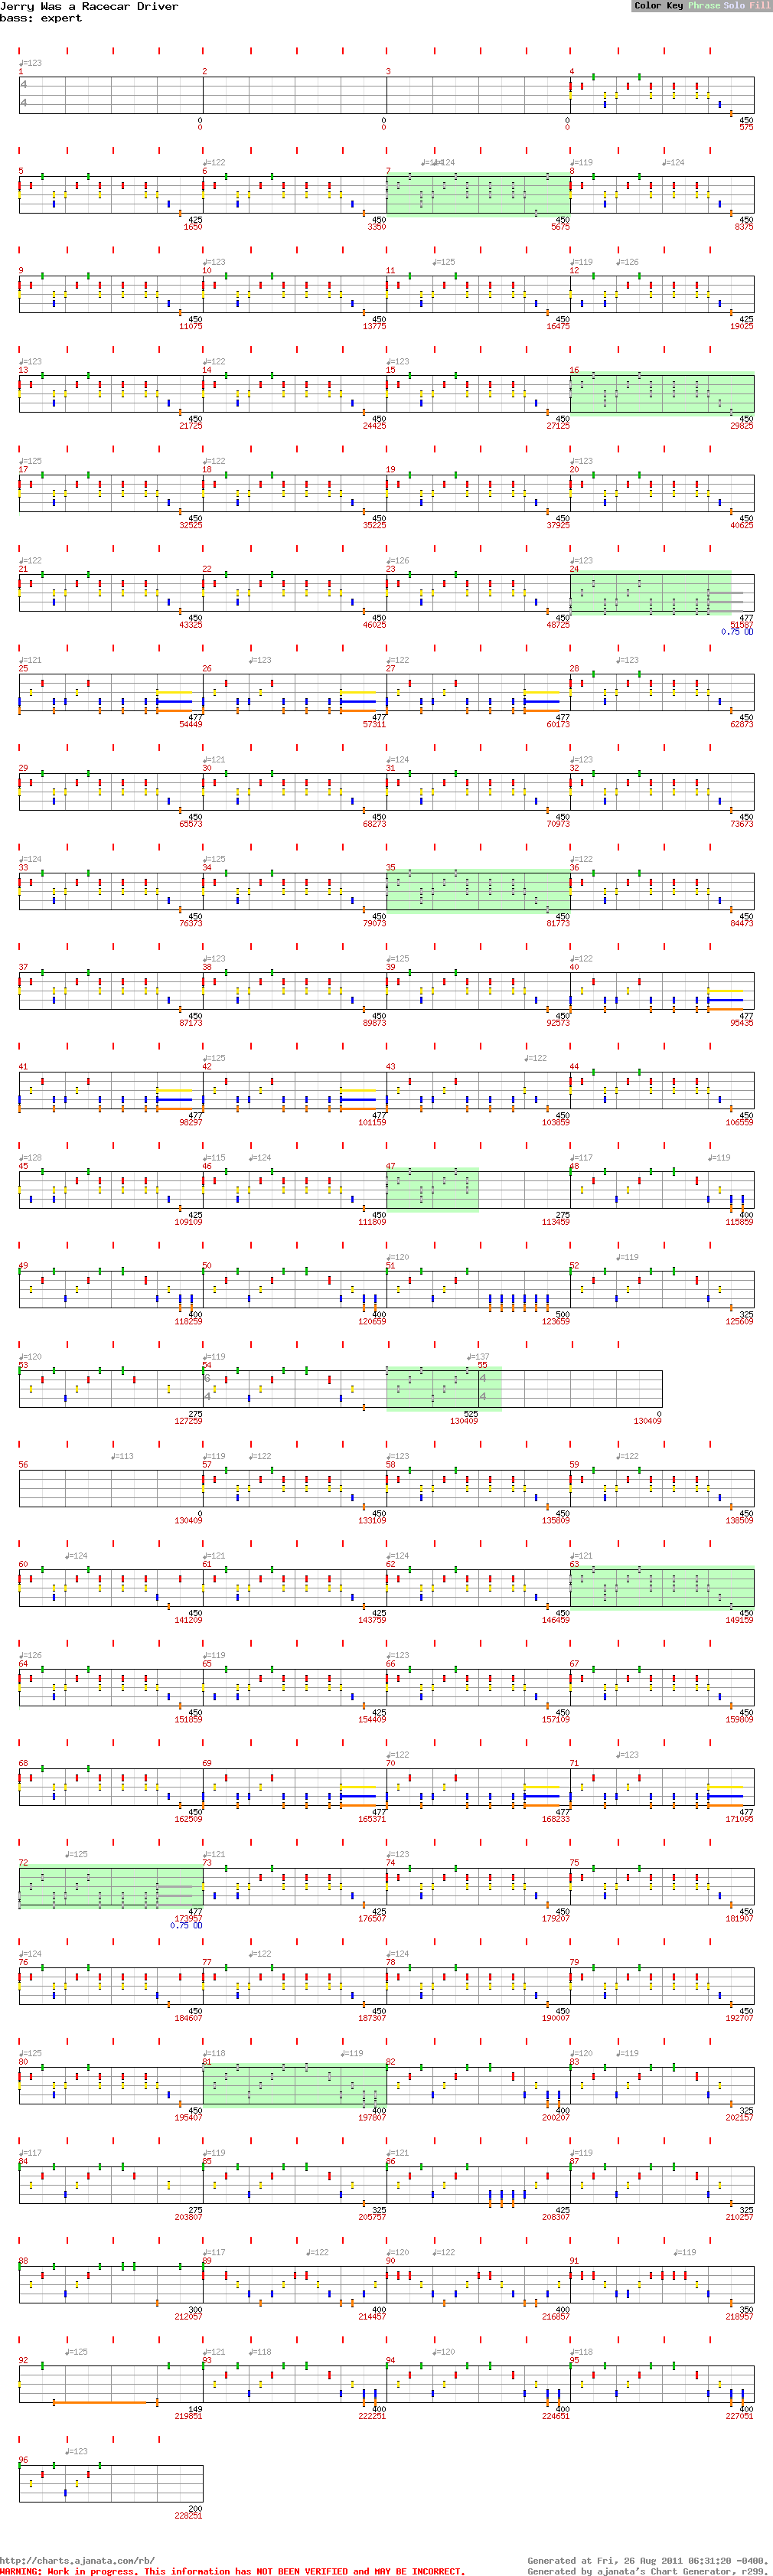 Jerry Was a Racecar Driver
Color Key Phrase Solo Fill
bass: expert
♩=123
1 2 3 4
4
4
0 0 0 450
0 0 0 575
♩=122 ♩=124 ♩=119 ♩=124
5 6 7 8
425 450 450 450
1650 3350 5675 8375
♩=123 ♩=125 ♩=119 ♩=126
9 10 11 12
450 450 450 425
11075 13775 16475 19025
♩=123 ♩=122 ♩=123
13 14 15 16
450 450 450 450
21725 24425 27125 29825
♩=125 ♩=122 ♩=123
17 18 19 20
450 450 450 450
32525 35225 37925 40625
♩=122 ♩=126 ♩=123
21 22 23 24
450 450 450 477
43325 46025 48725 51587
0.75 OD
♩=121 ♩=123 ♩=122 ♩=123
25 26 27 28
477 477 477 450
54449 57311 60173 62873
♩=121 ♩=124 ♩=123
29 30 31 32
450 450 450 450
65573 68273 70973 73673
♩=124 ♩=125 ♩=122
33 34 35 36
450 450 450 450
76373 79073 81773 84473
♩=123 ♩=125 ♩=122
37 38 39 40
450 450 450 477
87173 89873 92573 95435
♩=125 ♩=122
41 42 43 44
477 477 450 450
98297 101159 103859 106559
♩=128 ♩=115 ♩=124 ♩=117 ♩=119
45 46 47 48
425 450 275 400
109109 111809 113459 115859
♩=120 ♩=119
49 50 51 52
400 400 500 325
118259 120659 123659 125609
♩=120 ♩=119 ♩=137
53 54 55
6 4
4 4
275 525 0
127259 130409 130409
♩=113 ♩=119 ♩=122 ♩=123 ♩=122
56 57 58 59
0 450 450 450
130409 133109 135809 138509
♩=124 ♩=121 ♩=124 ♩=121
60 61 62 63
450 425 450 450
141209 143759 146459 149159
♩=126 ♩=119 ♩=123
64 65 66 67
450 425 450 450
151859 154409 157109 159809
♩=122 ♩=123
68 69 70 71
450 477 477 477
162509 165371 168233 171095
♩=125 ♩=121 ♩=123
72 73 74 75
477 425 450 450
173957 176507 179207 181907
0.75 OD
♩=124 ♩=122 ♩=124
76 77 78 79
450 450 450 450
184607 187307 190007 192707
♩=125 ♩=118 ♩=119 ♩=120 ♩=119
80 81 82 83
450 400 400 325
195407 197807 200207 202157
♩=117 ♩=119 ♩=121 ♩=119
84 85 86 87
275 325 425 325
203807 205757 208307 210257
♩=117 ♩=122 ♩=120 ♩=122 ♩=119
88 89 90 91
300 400 400 350
212057 214457 216857 218957
♩=125 ♩=121 ♩=118 ♩=120 ♩=118
92 93 94 95
149 400 400 400
219851 222251 224651 227051
♩=123
96
200
228251
http://charts.ajanata.com/rb/
Generated at Fri, 26 Aug 2011 06:31:20 -0400.
WARNING: Work in progress. This information has NOT BEEN VERIFIED and MAY BE INCORRECT.
Generated by ajanata's Chart Generator, r299.